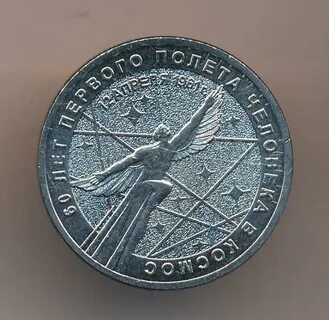 60 ЛЕТ ПЕРВОГО ПОЛЕТА ЧЕЛОВЕКА В КОСМОС
12 АПРЕЛЯ 1961 г.